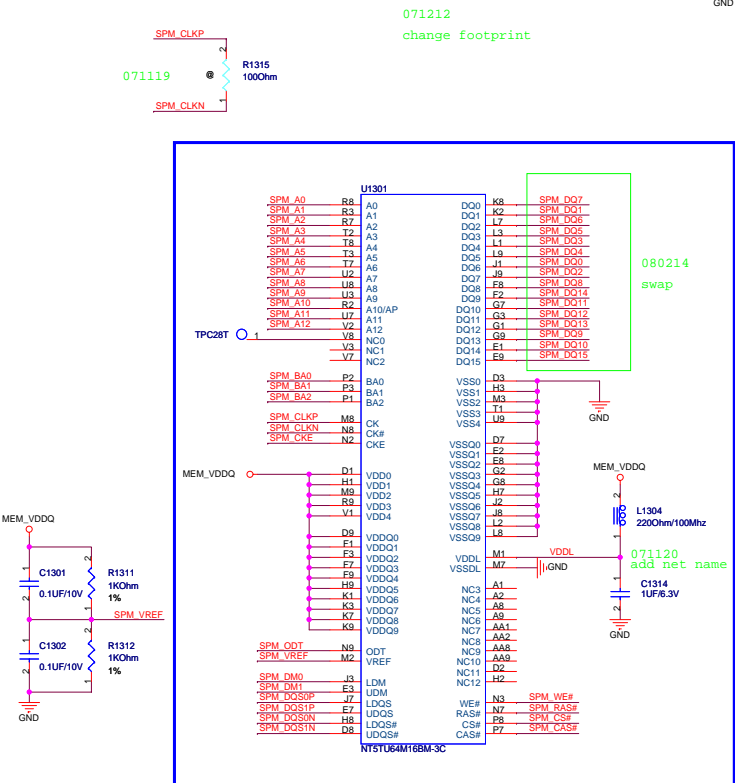 GND
071212
change footprint
SPM_CLKP
2
R1315
100Ohm
@
071119
1
SPM_CLKN
U1301
SPM_A0 R8 A0 DQ0 K8 SPM_DQ7
SPM_A1 R3 A1 DQ1 K2 SPM_DQ1
SPM_A2 R7 A2 DQ2 L7 SPM_DQ6
SPM_A3 T2 A3 DQ3 L3 SPM_DQ5
SPM_A4 T8 A4 DQ4 L1 SPM_DQ3
SPM_A5 T3 A5 DQ5 L9 SPM_DQ4
SPM_A6 T7 A6 DQ6 J1 SPM_DQ0
SPM_A7 U2 A7 DQ7 J9 SPM_DQ2
SPM_A8 U8 A8 DQ8 F8 SPM_DQ8
SPM_A9 U3 A9 DQ9 F2 SPM_DQ14
SPM_A10 R2 A10/AP DQ10 G7 SPM_DQ11
SPM_A11 U7 A11 DQ11 G3 SPM_DQ12
SPM_A12 V2 A12 DQ12 G1 SPM_DQ13
TPC28T 1 V8 NC0 DQ13 G9 SPM_DQ9
V3 NC1 DQ14 E1 SPM_DQ10
V7 NC2 DQ15 E9 SPM_DQ15
080214
swap
SPM_BA0 P2 BA0 VSS0 D3
SPM_BA1 P3 BA1 VSS1 H3
SPM_BA2 P1 BA2 VSS2 M3
VSS3 T1
SPM_CLKP M8 CK VSS4 U9
GND
SPM_CLKN N8 CK#
SPM_CKE N2 CKE VSSQ0 D7
VSSQ1 E2
VSSQ2 E8
MEM_VDDQ D1 VDD0 VSSQ3 G2
H1 VDD1 VSSQ4 G8
M9 VDD2 VSSQ5 H7
R9 VDD3 VSSQ6 J2
V1 VDD4 VSSQ7 J8
VSSQ8 L2
D9 VDDQ0 VSSQ9 L8
F1 VDDQ1
F3 VDDQ2 VDDL M1 VDDL
F7 VDDQ3 VSSDL M7 GND
F9 VDDQ4
H9 VDDQ5 NC3 A1
K1 VDDQ6 NC4 A2
K3 VDDQ7 NC5 A8
K7 VDDQ8 NC6 A9
K9 VDDQ9 NC7 AA1
NC8 AA2
SPM_ODT N9 ODT NC9 AA8
SPM_VREF M2 VREF NC10 AA9
NC11 D2
SPM_DM0 J3 LDM NC12 H2
SPM_DM1 E3 UDM
SPM_DQS0P J7 LDQS WE# N3 SPM_WE#
SPM_DQS1P E7 UDQS RAS# N7 SPM_RAS#
SPM_DQS0N H8 LDQS# CS# P8 SPM_CS#
SPM_DQS1N D8 UDQS# CAS# P7 SPM_CAS#
NT5TU64M16BM-3C
MEM_VDDQ
2
L1304
220Ohm/100Mhz
1
071120
add net name
1
C1314
1UF/6.3V
2
GND
MEM_VDDQ
1
C1301
0.1UF/10V
2
2
R1311
1KOhm
1%
1
SPM_VREF
1
C1302
0.1UF/10V
2
2
R1312
1KOhm
1%
1
GND